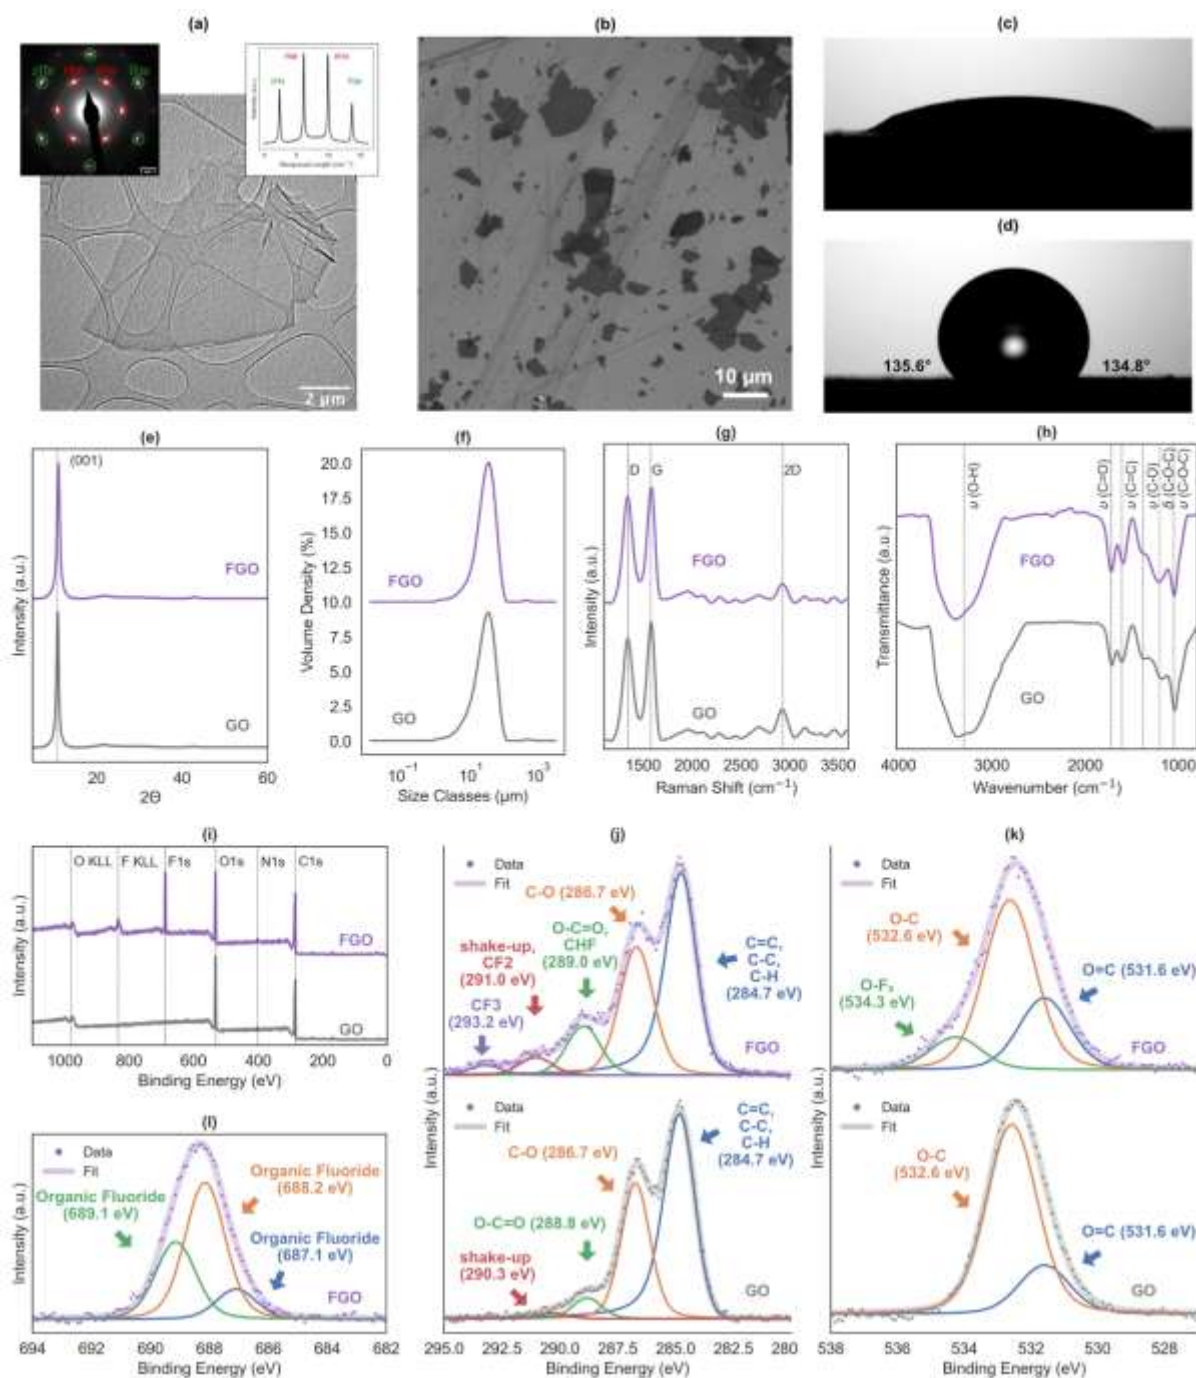 (a)
2 µm
(b)
10 µm
(c)
(d)
135.6°
134.8°
(e)
(001)
FGO
GO
Intensity (a.u.)
20
40
60
2Θ
(f)
20.0
17.5
15.0
12.5
10.0
7.5
5.0
2.5
0.0
Volume Density (%)
FGO
GO
10⁻¹
10¹
10³
Size Classes (µm)
(g)
D
G
2D
FGO
GO
Intensity (a.u.)
1500 2000 2500 3000 3500
Raman Shift (cm⁻¹)
(h)
υ (O-H)
υ (C=O)
υ (C=C)
υ (C-O)
δ (C-O-C)
υ (C-O-C)
FGO
GO
Transmittance (a.u.)
4000 3000 2000 1000
Wavenumber (cm⁻¹)
(i)
O KLL
F KLL
F1s
O1s
N1s
C1s
FGO
GO
Intensity (a.u.)
1000 800 600 400 200 0
Binding Energy (eV)
(j)
Data
Fit
C-O (286.7 eV)
O-C=O,
CHF
(289.0 eV)
shake-up,
CF2
(291.0 eV)
CF3
(293.2 eV)
C=C,
C-C,
C-H
(284.7 eV)
FGO
Data
Fit
C-O (286.7 eV)
C=C,
C-C,
C-H
(284.7 eV)
O-C=O (288.8 eV)
shake-up
(290.3 eV)
GO
Intensity (a.u.)
295.0 292.5 290.0 287.5 285.0 282.5 280
Binding Energy (eV)
(k)
Data
Fit
O-C
(532.6 eV)
O-Fₓ
(534.3 eV)
O=C (531.6 eV)
FGO
Data
Fit
O-C
(532.6 eV)
O=C (531.6 eV)
GO
Intensity (a.u.)
538 536 534 532 530 528
Binding Energy (eV)
(l)
Data
Fit
Organic Fluoride
(688.2 eV)
Organic Fluoride
(689.1 eV)
Organic Fluoride
(687.1 eV)
FGO
Intensity (a.u.)
694 692 690 688 686 684 682
Binding Energy (eV)